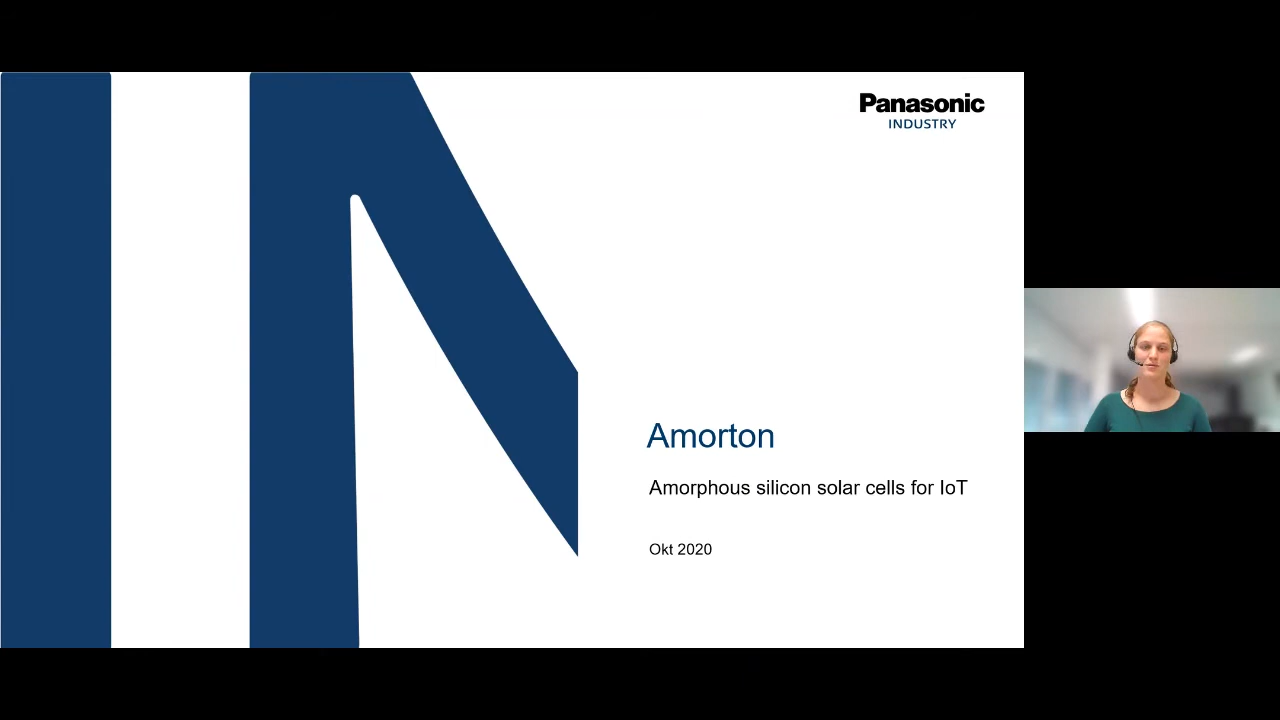 Panasonic
INDUSTRY
Amorton
Amorphous silicon solar cells for IoT
Okt 2020